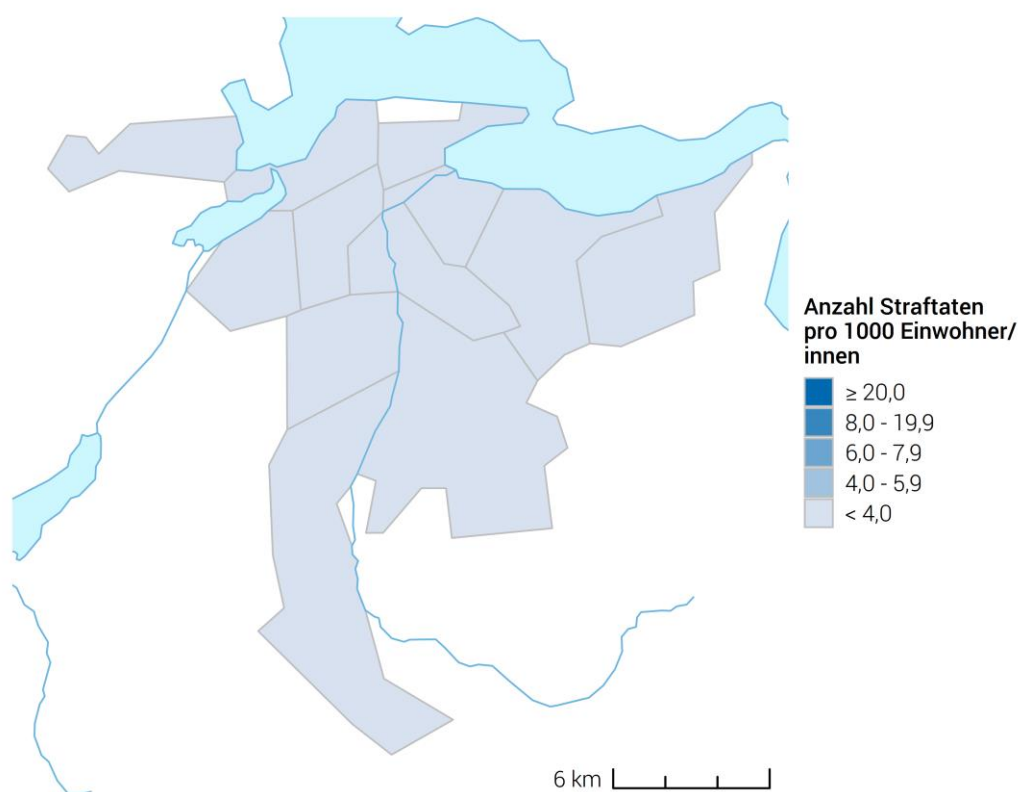 Anzahl Straftaten
pro 1000 Einwohner/
innen
≥ 20,0
8,0 - 19,9
6,0 - 7,9
4,0 - 5,9
< 4,0
6 km